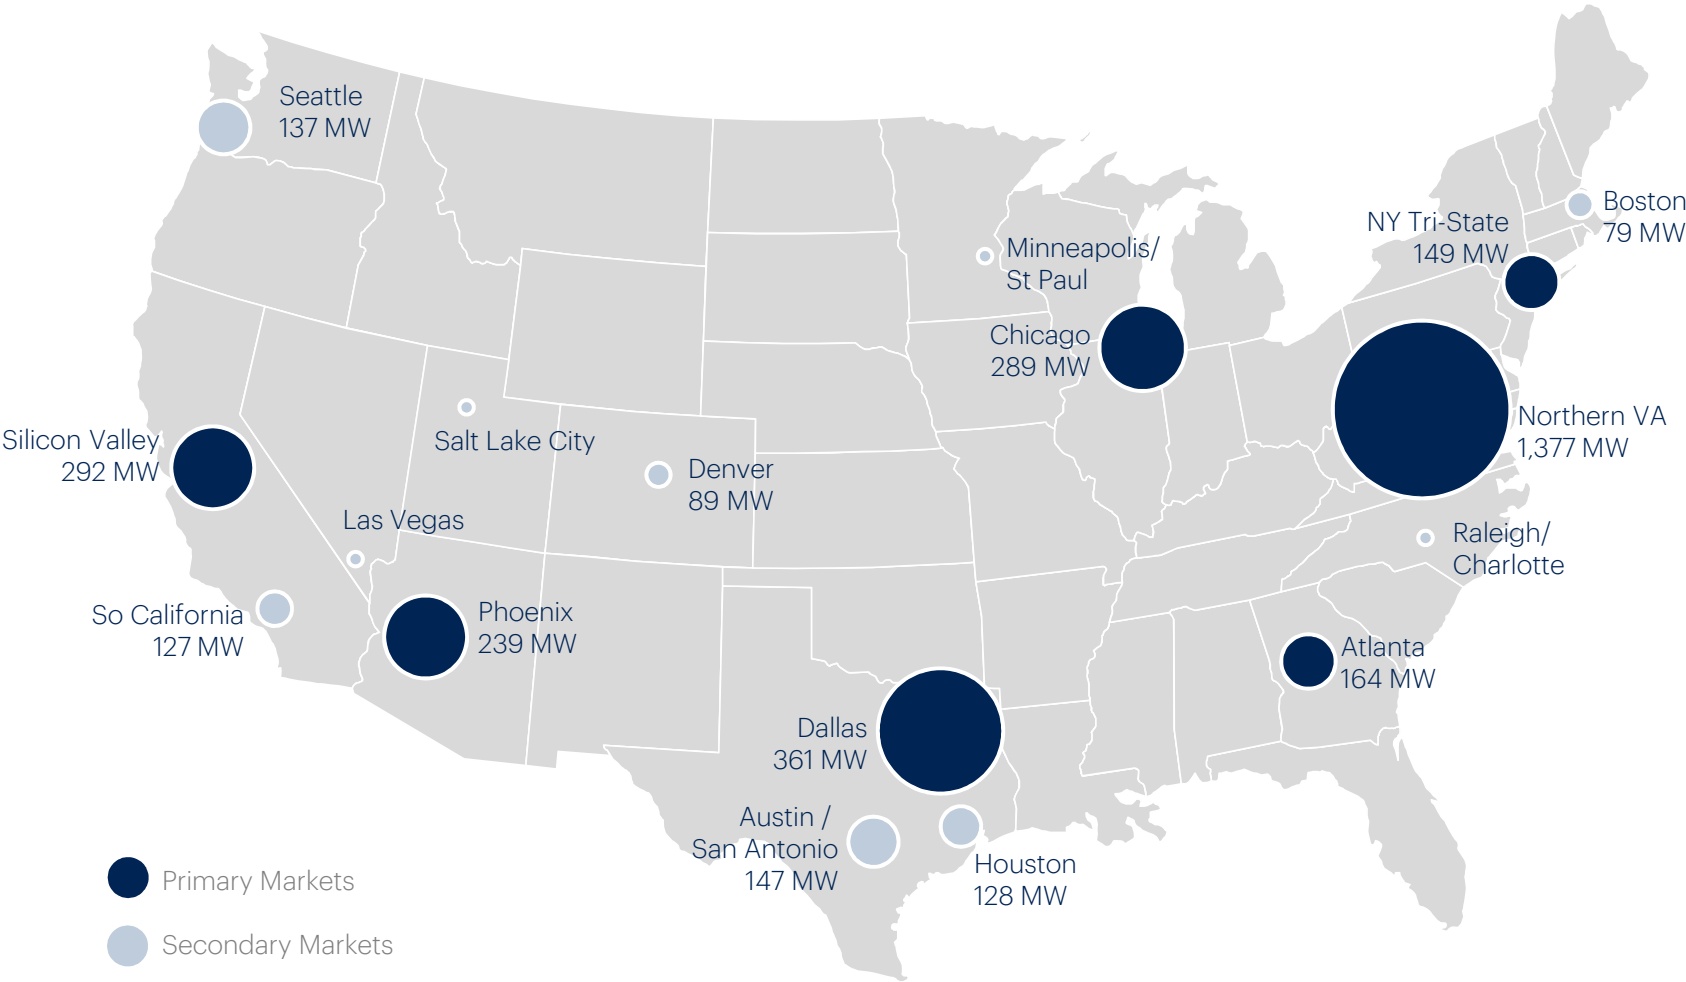 Seattle
137 MW
Boston
79 MW
NY Tri-State
149 MW
Minneapolis/
St Paul
Chicago
289 MW
Northern VA
1,377 MW
Silicon Valley
292 MW
Salt Lake City
Denver
89 MW
Las Vegas
Raleigh/
Charlotte
So California
127 MW
Phoenix
239 MW
Atlanta
164 MW
Dallas
361 MW
Austin /
San Antonio
147 MW
Houston
128 MW
Primary Markets
Secondary Markets